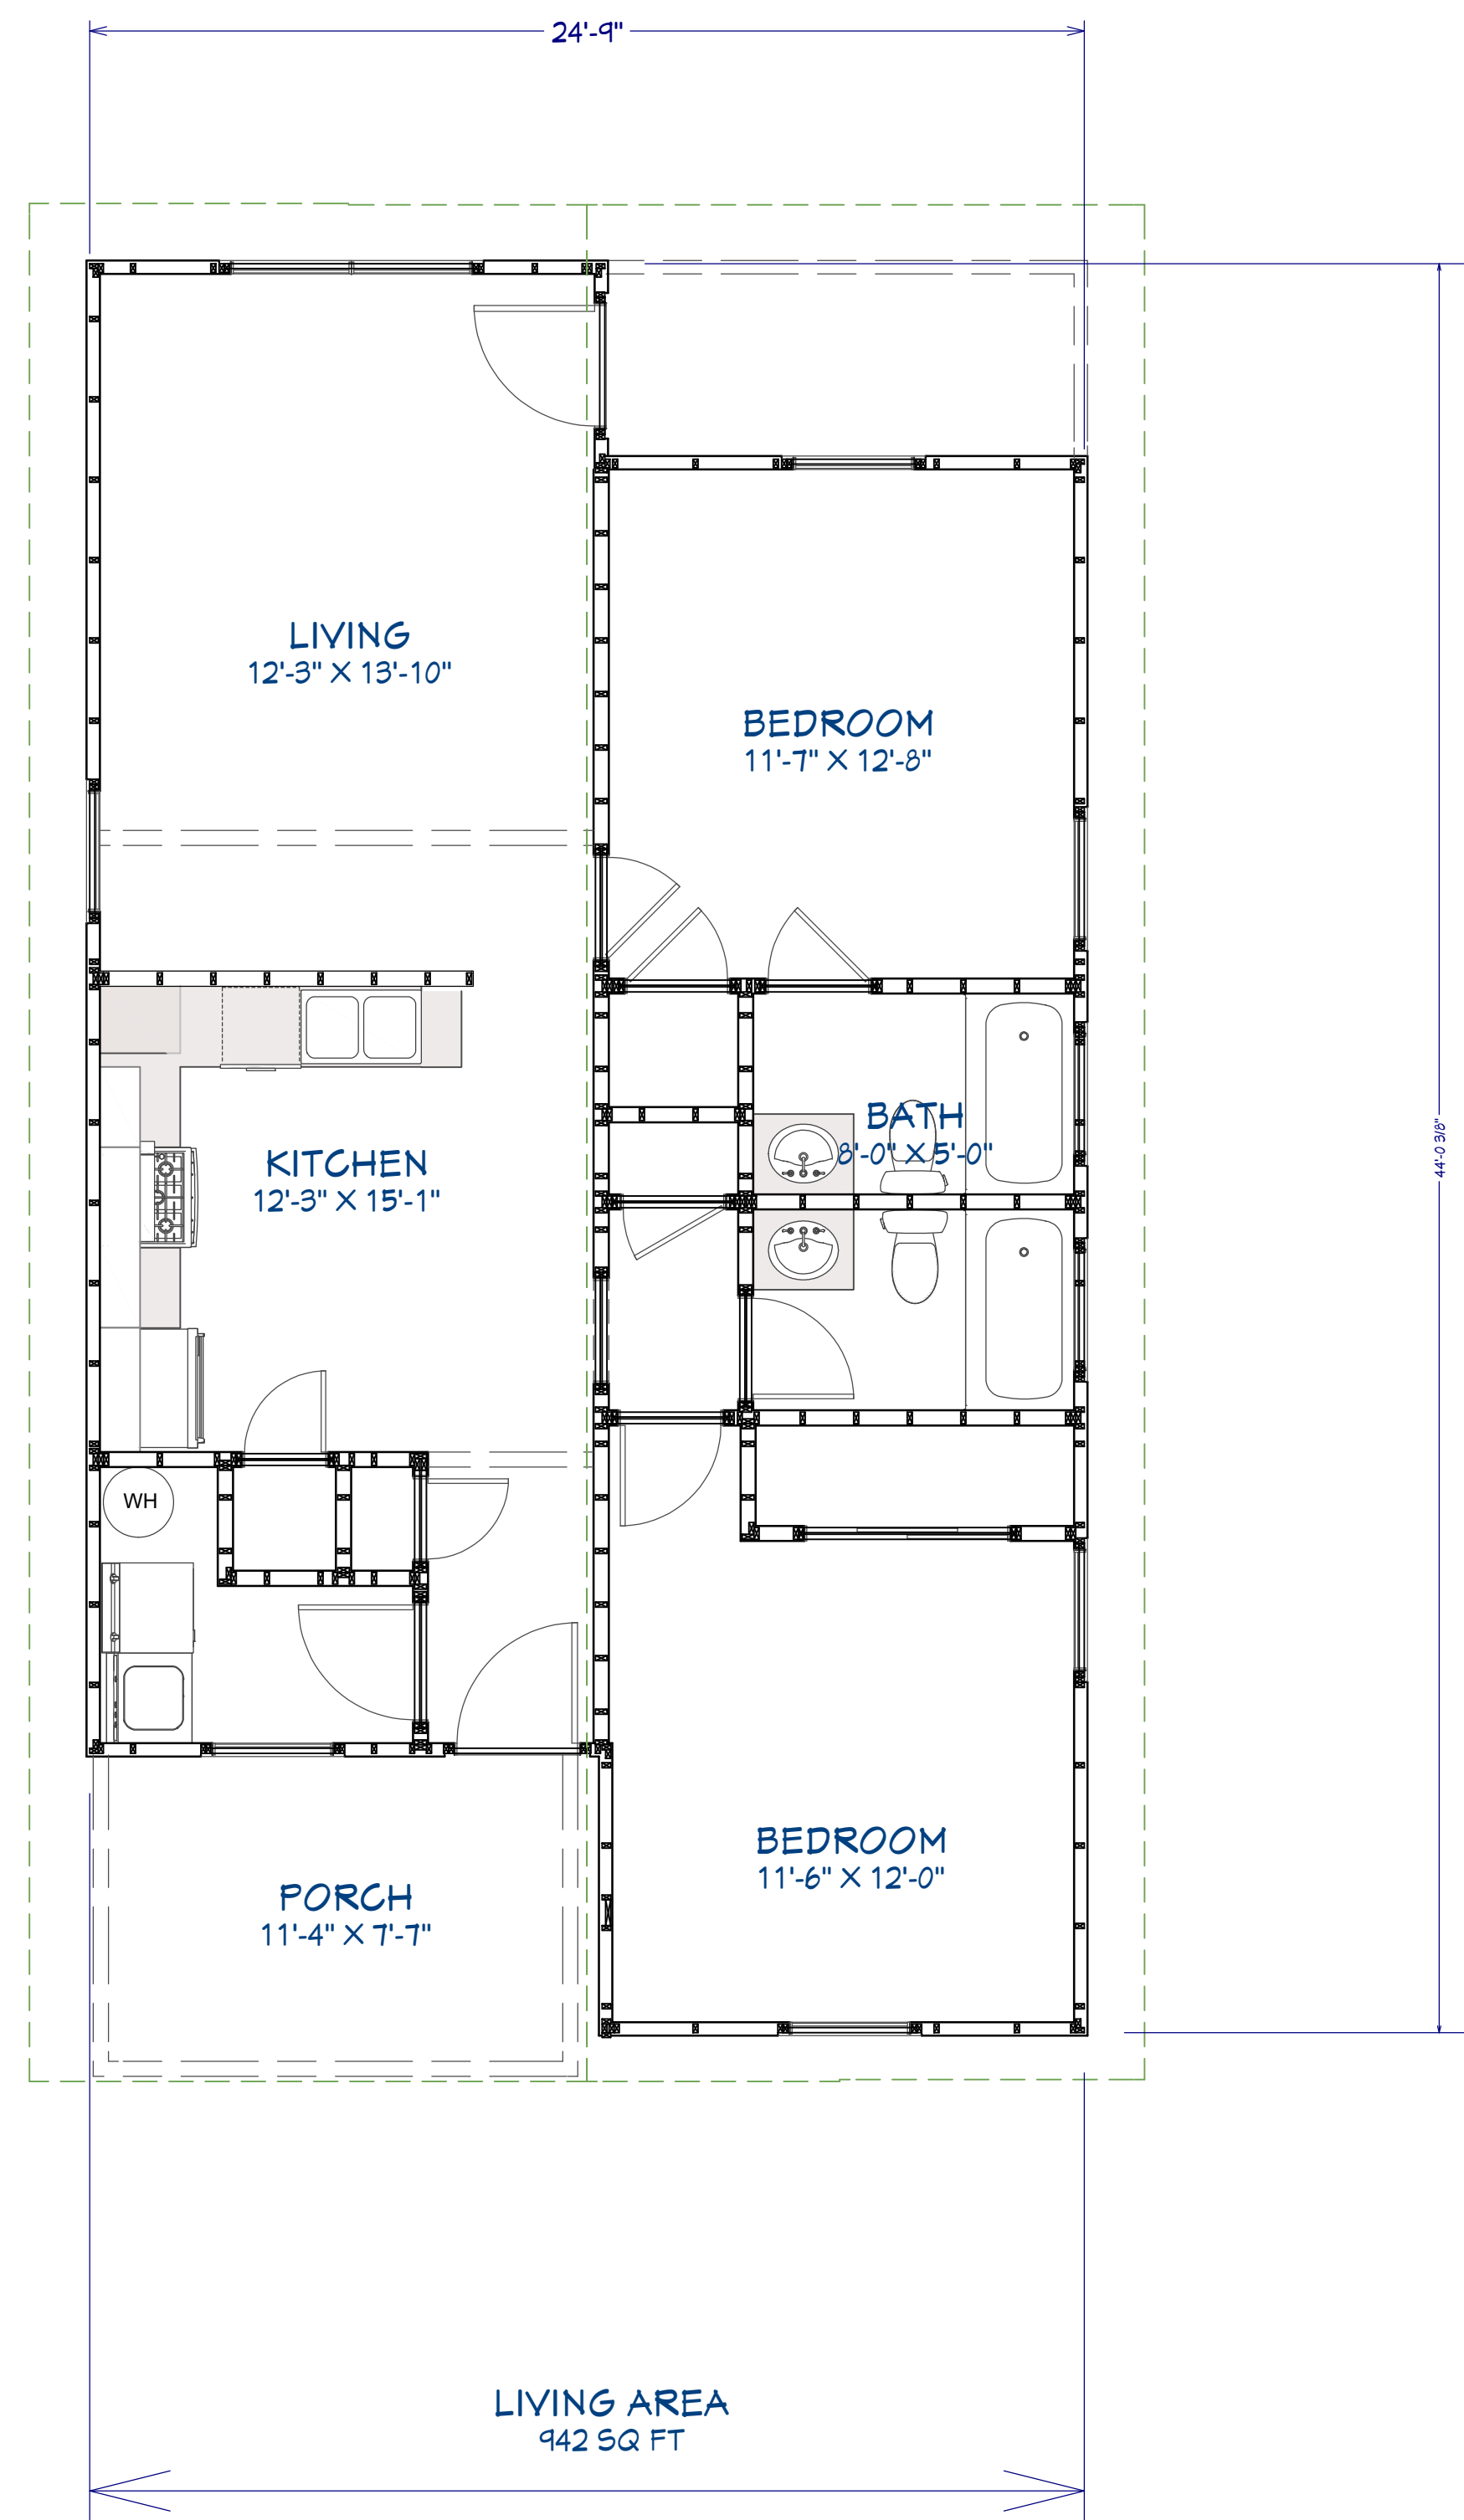 24'-9"
LIVING
12'-3" X 13'-10"
BEDROOM
11'-7" X 12'-8"
BATH
8'-0" X 5'-0"
44'-0 3/8"
KITCHEN
12'-3" X 15'-1"
WH
BEDROOM
11'-6" X 12'-0"
PORCH
11'-4" X 7'-7"
LIVING AREA
942 SQ FT